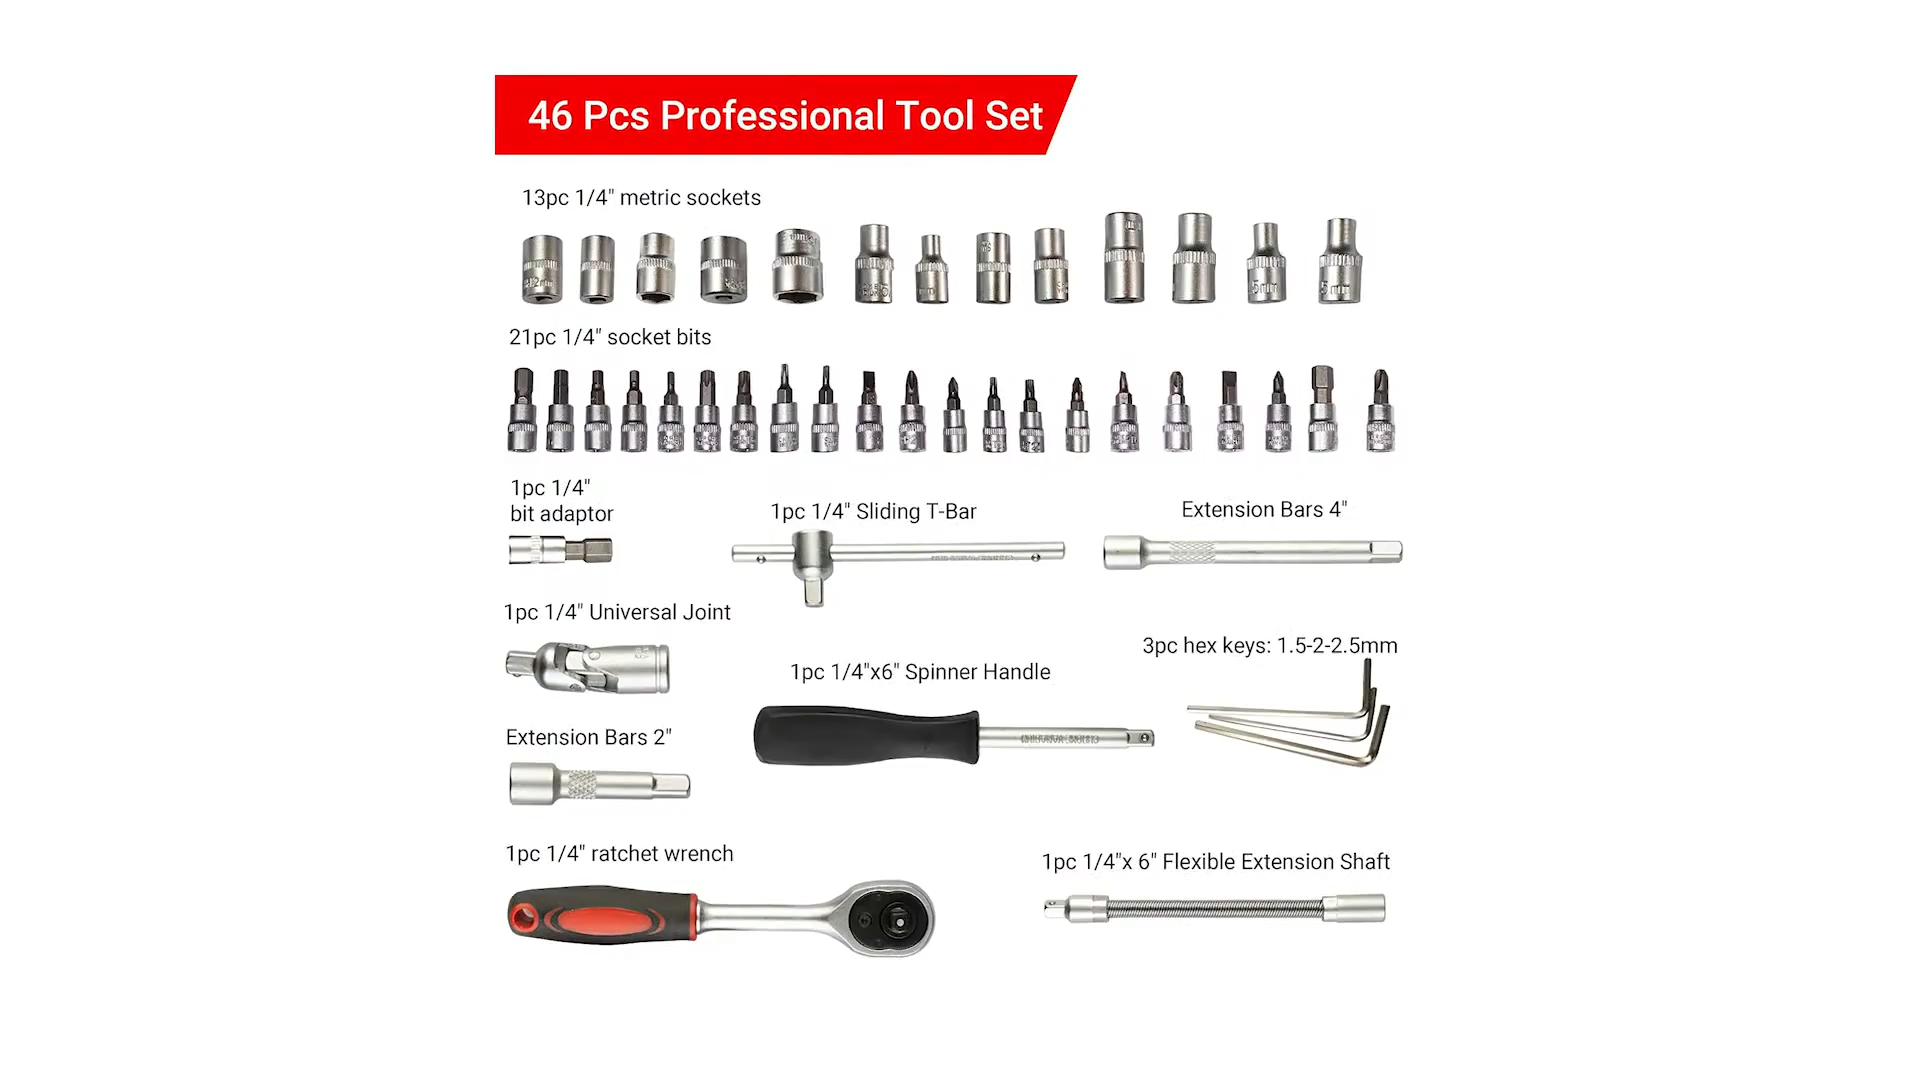 46 Pcs Professional Tool Set
13pc 1/4" metric sockets
21pc 1/4" socket bits
1pc 1/4"
bit adaptor
1pc 1/4" Sliding T-Bar
Extension Bars 4"
1pc 1/4" Universal Joint
3pc hex keys: 1.5-2-2.5mm
1pc 1/4"x6" Spinner Handle
Extension Bars 2"
1pc 1/4" ratchet wrench
1pc 1/4"x 6" Flexible Extension Shaft